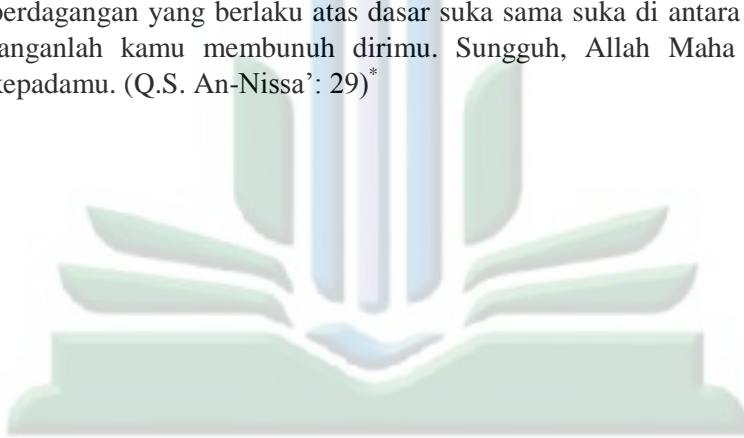 perdagangan yang berlaku atas dasar suka sama suka di antara
janganlah kamu membunuh dirimu. Sungguh, Allah Maha
kepadamu. (Q.S. An-Nissa’: 29)*